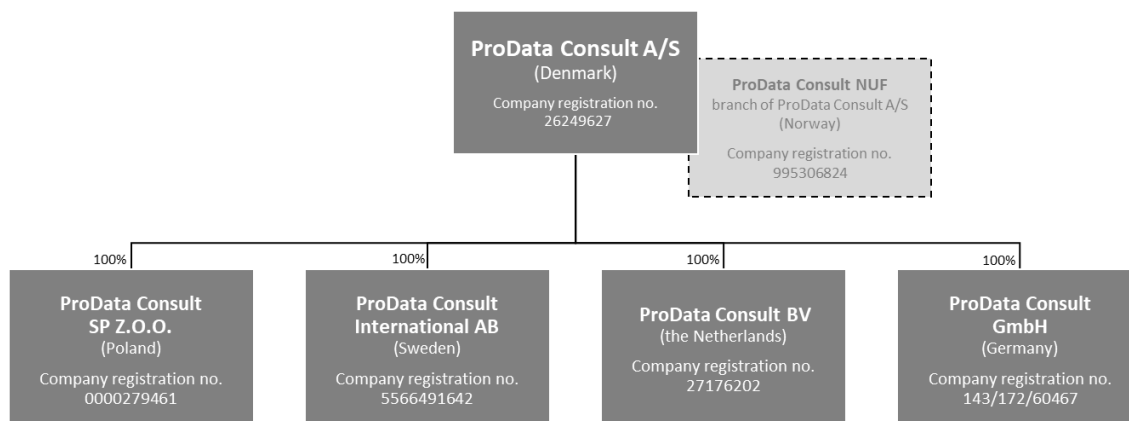 ProData Consult A/S
(Denmark)
Company registration no.
26249627
ProData Consult NUF
branch of ProData Consult A/S
(Norway)
Company registration no.
995306824
100%
100%
100%
100%
ProData Consult
SP Z.O.O.
(Poland)
Company registration no.
0000279461
ProData Consult
International AB
(Sweden)
Company registration no.
5566491642
ProData Consult BV
(the Netherlands)
Company registration no.
27176202
ProData Consult
GmbH
(Germany)
Company registration no.
143/172/60467